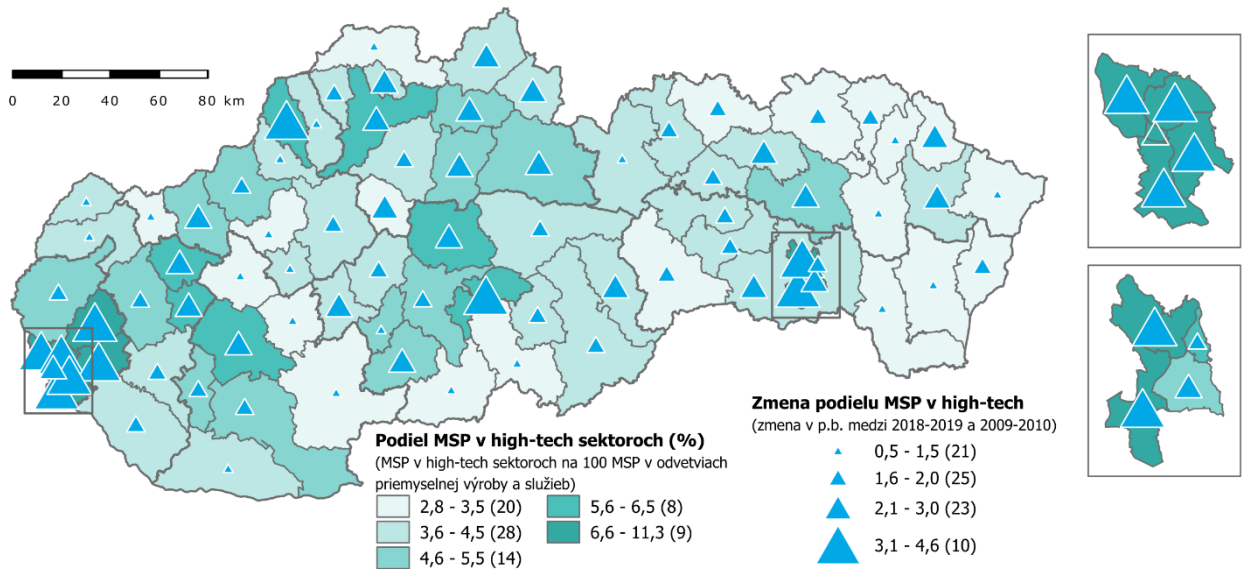 0 20 40 60 80 km
Podiel MSP v high-tech sektoroch (%)
(MSP v high-tech sektoroch na 100 MSP v odvetviach
priemyselnej výroby a služieb)
2,8 - 3,5 (20)
3,6 - 4,5 (28)
4,6 - 5,5 (14)
5,6 - 6,5 (8)
6,6 - 11,3 (9)
Zmena podielu MSP v high-tech
(zmena v p.b. medzi 2018-2019 a 2009-2010)
0,5 - 1,5 (21)
1,6 - 2,0 (25)
2,1 - 3,0 (23)
3,1 - 4,6 (10)